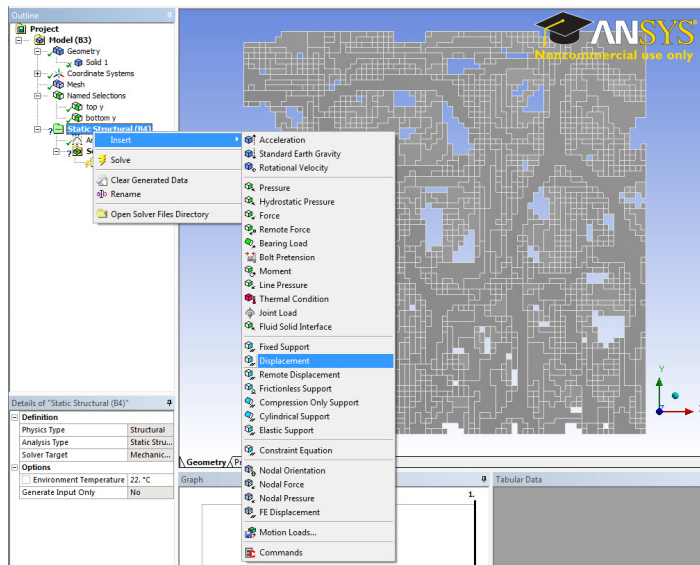 Outline
Project
Model (B3)
Geometry
Solid 1
Coordinate Systems
Mesh
Named Selections
top y
bottom y
Static Structural (B4)
Insert
Solve
Clear Generated Data
Rename
Open Solver Files Directory
Acceleration
Standard Earth Gravity
Rotational Velocity
Pressure
Hydrostatic Pressure
Force
Remote Force
Bearing Load
Bolt Pretension
Moment
Line Pressure
Thermal Condition
Joint Load
Fluid Solid Interface
Fixed Support
Displacement
Remote Displacement
Frictionless Support
Compression Only Support
Cylindrical Support
Elastic Support
Constraint Equation
Nodal Orientation
Nodal Force
Nodal Pressure
FE Displacement
Motion Loads...
Commands
ANSYS
Noncommercial use only
Y
Details of "Static Structural (B4)"
Definition
Physics Type Structural
Analysis Type Static Stru...
Solver Target Mechanic...
Options
Environment Temperature 22. °C
Generate Input Only No
Geometry
Graph
1.
Tabular Data